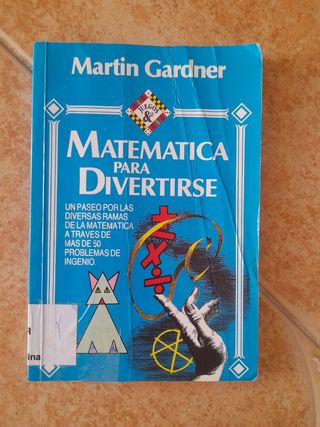 Martin Gardner
JUEGOS
&
MATEMATICA
PARA
DIVERTIRSE
UN PASEO POR LAS
DIVERSAS RAMAS
DE LA MATEMATICA
A TRAVES DE
MAS DE 50
PROBLEMAS DE
INGENIO.
R
ina